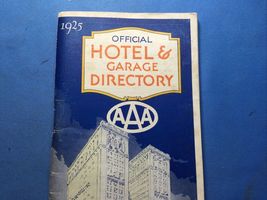 1925
OFFICIAL
HOTEL &
GARAGE
DIRECTORY
AAA